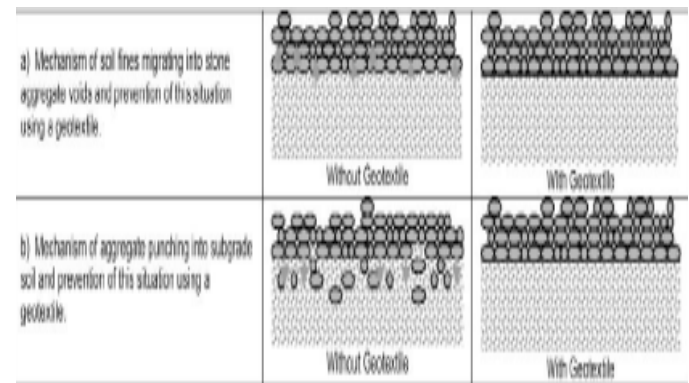 a) Mechanism of soil fines migrating into stone
aggregate voids and prevention of this situation
using a geotextile.
Without Geotextile
With Geotextile
b) Mechanism of aggregate punching into subgrade
soil and prevention of this situation using a
geotextile.
Without Geotextile
With Geotextile